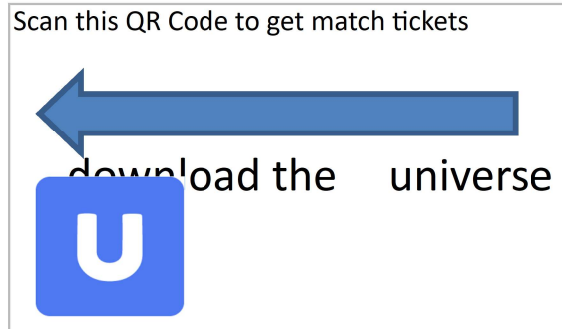 Scan this QR Code to get match tickets
download the universe
U